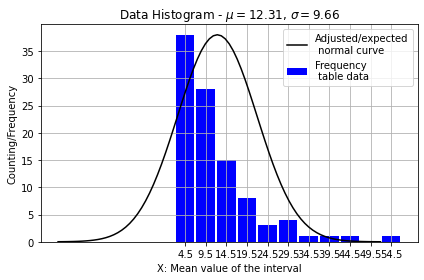 Data Histogram - μ = 12.31, σ = 9.66
Adjusted/expected
normal curve
Frequency
table data
Counting/Frequency
35
30
25
20
15
10
5
0
4.5 9.5 14.5 19.5 24.5 29.5 34.5 39.5 44.5 49.5 54.5
X: Mean value of the interval